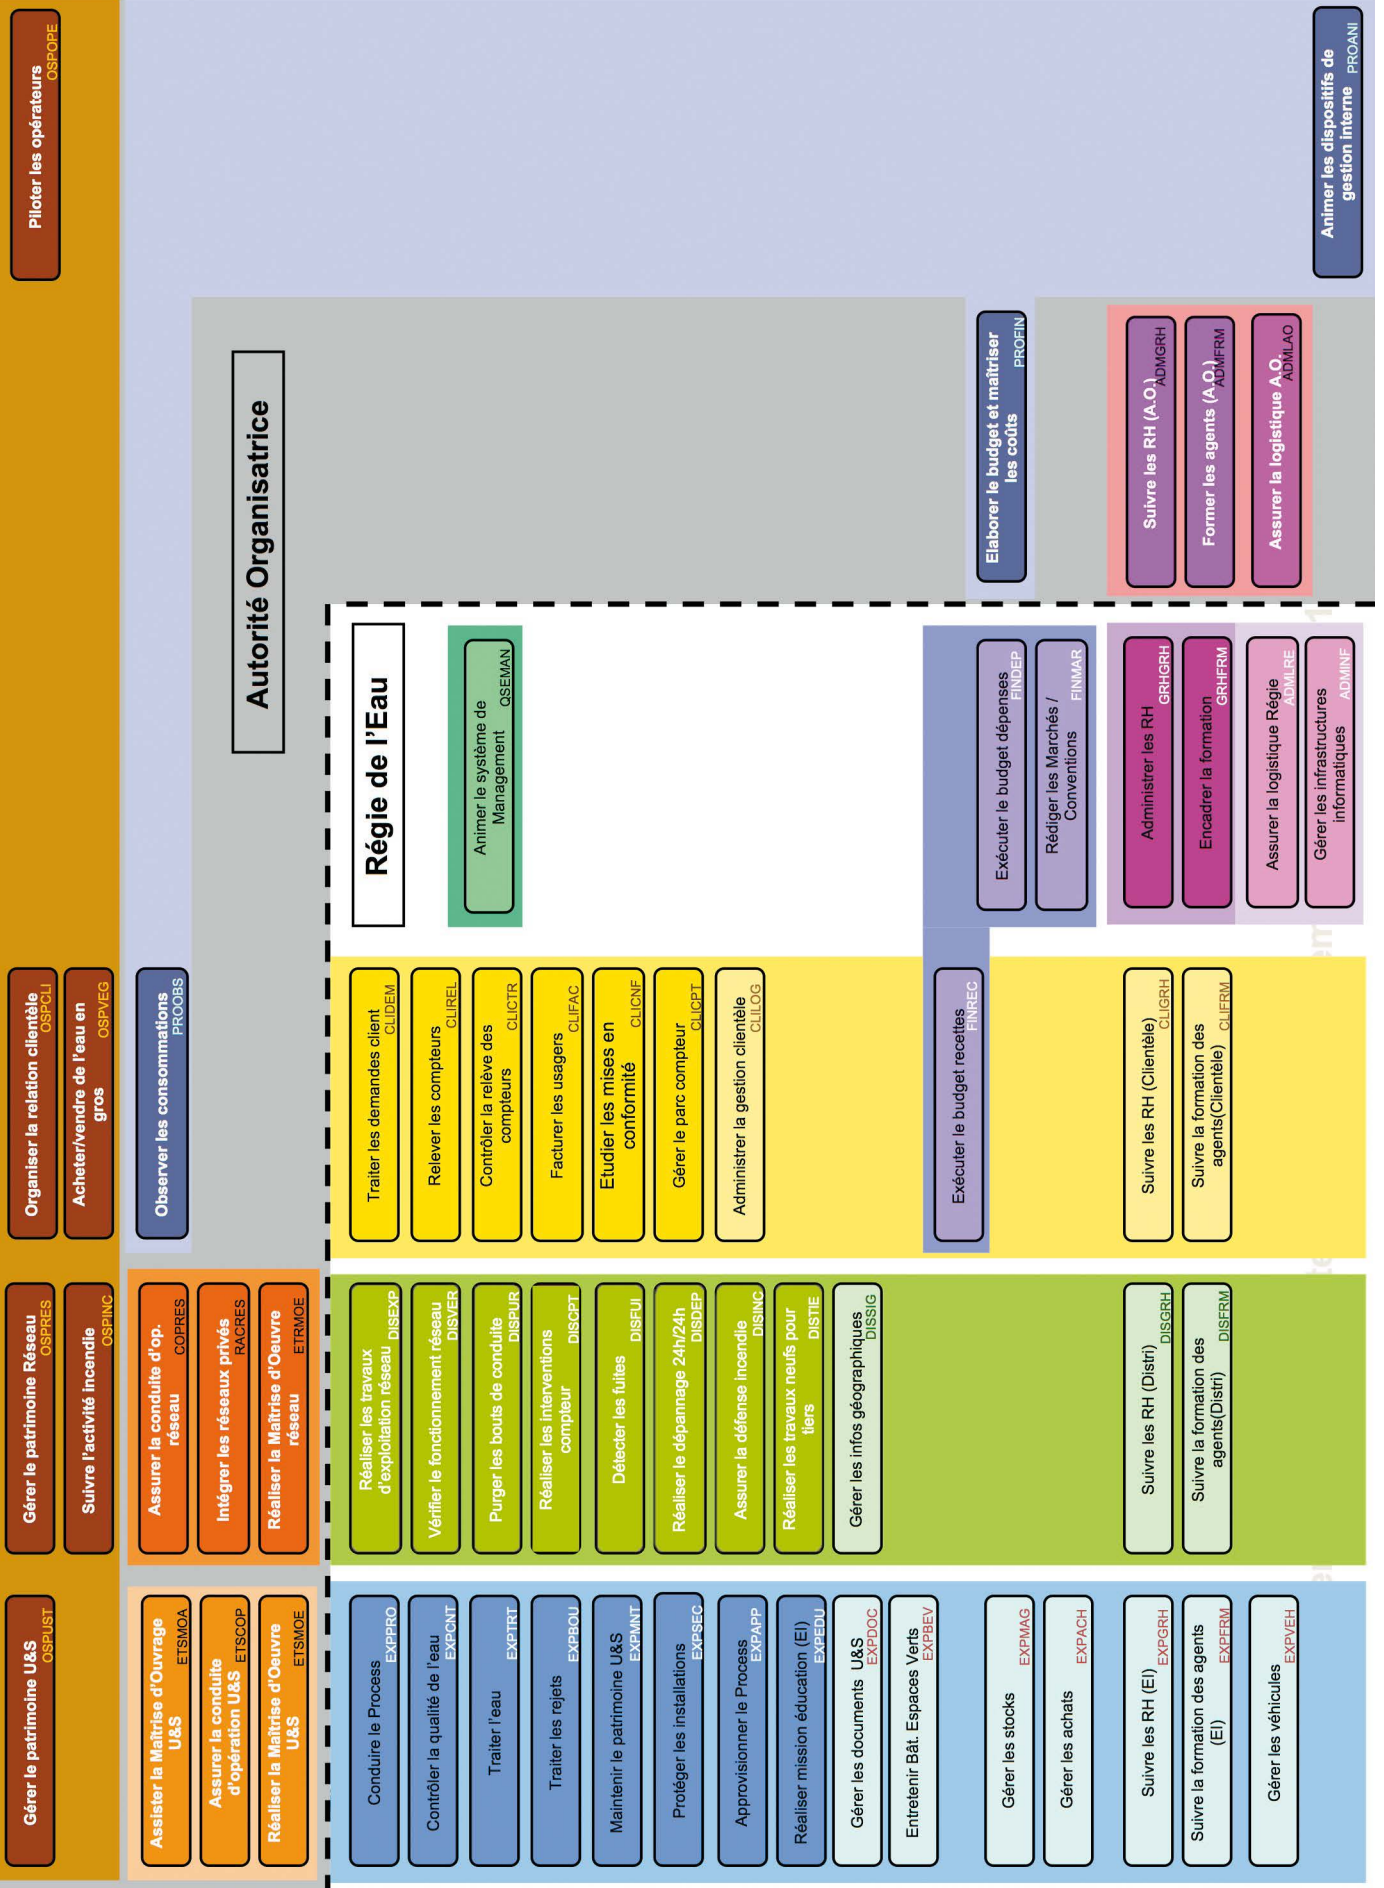 Gérer le patrimoine U&S
OSPUST
Gérer le patrimoine Réseau
OSPRES
Suivre l'activité incendie
OSPINC
Organiser la relation clientèle
OSPCLI
Acheter/vendre de l'eau en
gros
OSPVEG
Piloter les opérateurs
OSPOPE
Assister la Maîtrise d'Ouvrage
U&S
ETSMOA
Assurer la conduite
d'opération U&S
ETSCOP
Réaliser la Maîtrise d'Oeuvre
U&S
ETSMOE
Assurer la conduite d'op.
réseau
COPRES
Intégrer les réseaux privés
RACRES
Réaliser la Maîtrise d'Oeuvre
réseau
ETRMOE
Observer les consommations
PROOBS
Autorité Organisatrice
Conduire le Process
EXPPRO
Contrôler la qualité de l'eau
EXPCNT
Traiter l'eau
EXPTRT
Traiter les rejets
EXPBOU
Maintenir le patrimoine U&S
EXPMNT
Protéger les installations
EXPSEC
Approvisionner le Process
EXPAPP
Réaliser mission éducation (EI)
EXPEDU
Gérer les documents U&S
EXPDOC
Entretenir Bât. Espaces Verts
EXPBEV
Gérer les stocks
EXPMAG
Gérer les achats
EXPACH
Suivre les RH (EI)
EXPGRH
Suivre la formation des agents
(EI)
EXPFRM
Gérer les véhicules
EXPVEH
Réaliser les travaux
d'exploitation réseau
DISEXP
Vérifier le fonctionnement réseau
DISVER
Purger les bouts de conduite
DISPUR
Réaliser les interventions
compteur
DISCPT
Détecter les fuites
DISFUI
Réaliser le dépannage 24h/24h
DISDEP
Assurer la défense incendie
DISINC
Réaliser les travaux neufs pour
tiers
DISTIE
Gérer les infos géographiques
DISSIG
Suivre les RH (Distri)
DISGRH
Suivre la formation des
agents(Distri)
DISFRM
Traiter les demandes client
CLIDEM
Relever les compteurs
CLIREL
Contrôler la relève des
compteurs
CLICTR
Facturer les usagers
CLIFAC
Etudier les mises en
conformité
CLICNF
Gérer le parc compteur
CLICPT
Administrer la gestion clientèle
CLILOG
Exécuter le budget recettes
FINREC
Suivre les RH (Clientèle)
CLIGRH
Suivre la formation des
agents(Clientèle)
CLIFRM
Régie de l'Eau
Animer le système de
Management
QSEMAN
Exécuter le budget dépenses
FINDEP
Rédiger les Marchés /
Conventions
FINMAR
Administrer les RH
GRHGRH
Encadrer la formation
GRHFRM
Assurer la logistique Régie
ADMLRE
Gérer les infrastructures
informatiques
ADMINF
Elaborer le budget et maîtriser
les coûts
PROFIN
Suivre les RH (A.O.)
ADMGRH
Former les agents (A.O.)
ADMFRM
Assurer la logistique A.O.
ADMLAO
Animer les dispositifs de
gestion interne
PROANI